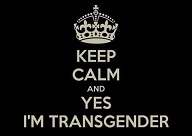 KEEP
CALM
AND
YES
I'M TRANSGENDER